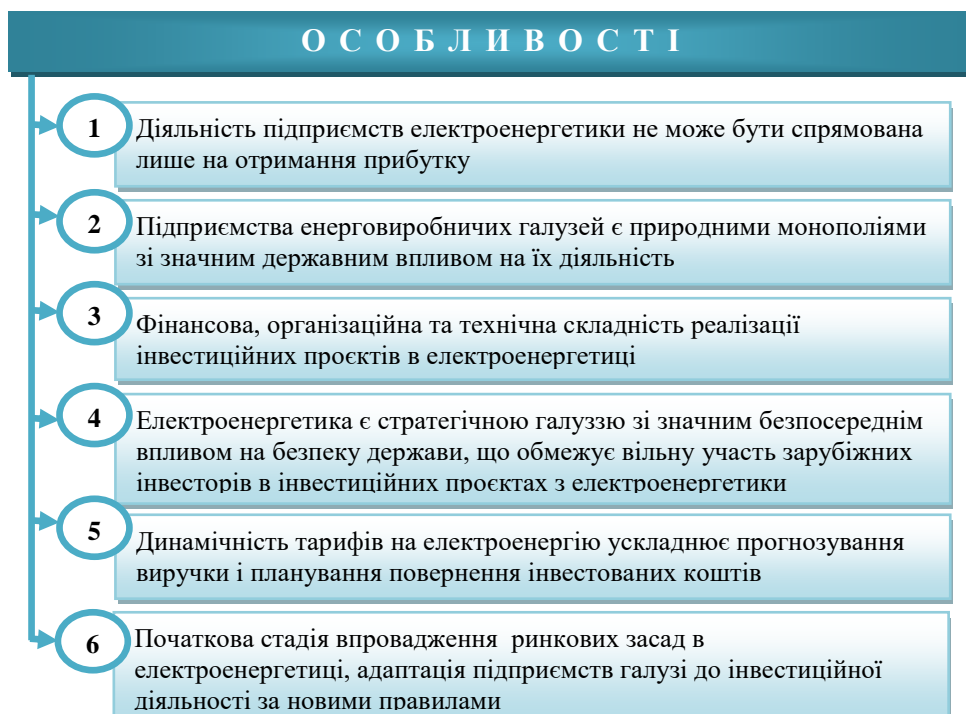 ОСОБЛИВОСТІ
1
Діяльність підприємств електроенергетики не може бути спрямована
лише на отримання прибутку
2
Підприємства енерговиробничих галузей є природними монополіями
зі значним державним впливом на їх діяльність
3
Фінансова, організаційна та технічна складність реалізації
інвестиційних проєктів в електроенергетиці
4
Електроенергетика є стратегічною галуззю зі значним безпосереднім
впливом на безпеку держави, що обмежує вільну участь зарубіжних
інвесторів в інвестиційних проєктах з електроенергетики
5
Динамічність тарифів на електроенергію ускладнює прогнозування
виручки і планування повернення інвестованих коштів
6
Початкова стадія впровадження ринкових засад в
електроенергетиці, адаптація підприємств галузі до інвестиційної
діяльності за новими правилами